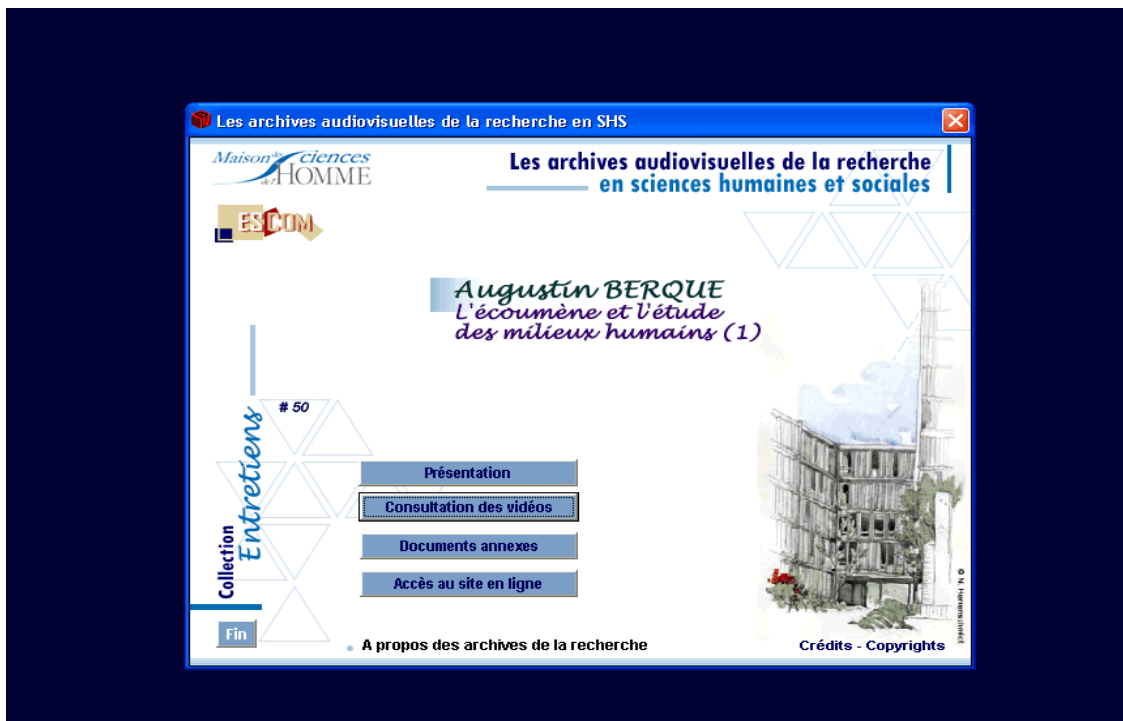 Les archives audiovisuelles de la recherche en SHS
Maison des Sciences
de l'HOMME
Les archives audiovisuelles de la recherche
en sciences humaines et sociales
ESCOM
Augustin BERQUE
L'écoumène et l'étude
des milieux humains (1)
# 50
Collection
Entretiens
Présentation
Consultation des vidéos
Documents annexes
Accès au site en ligne
Fin
A propos des archives de la recherche
Crédits - Copyrights
© N. Herrenschmidt